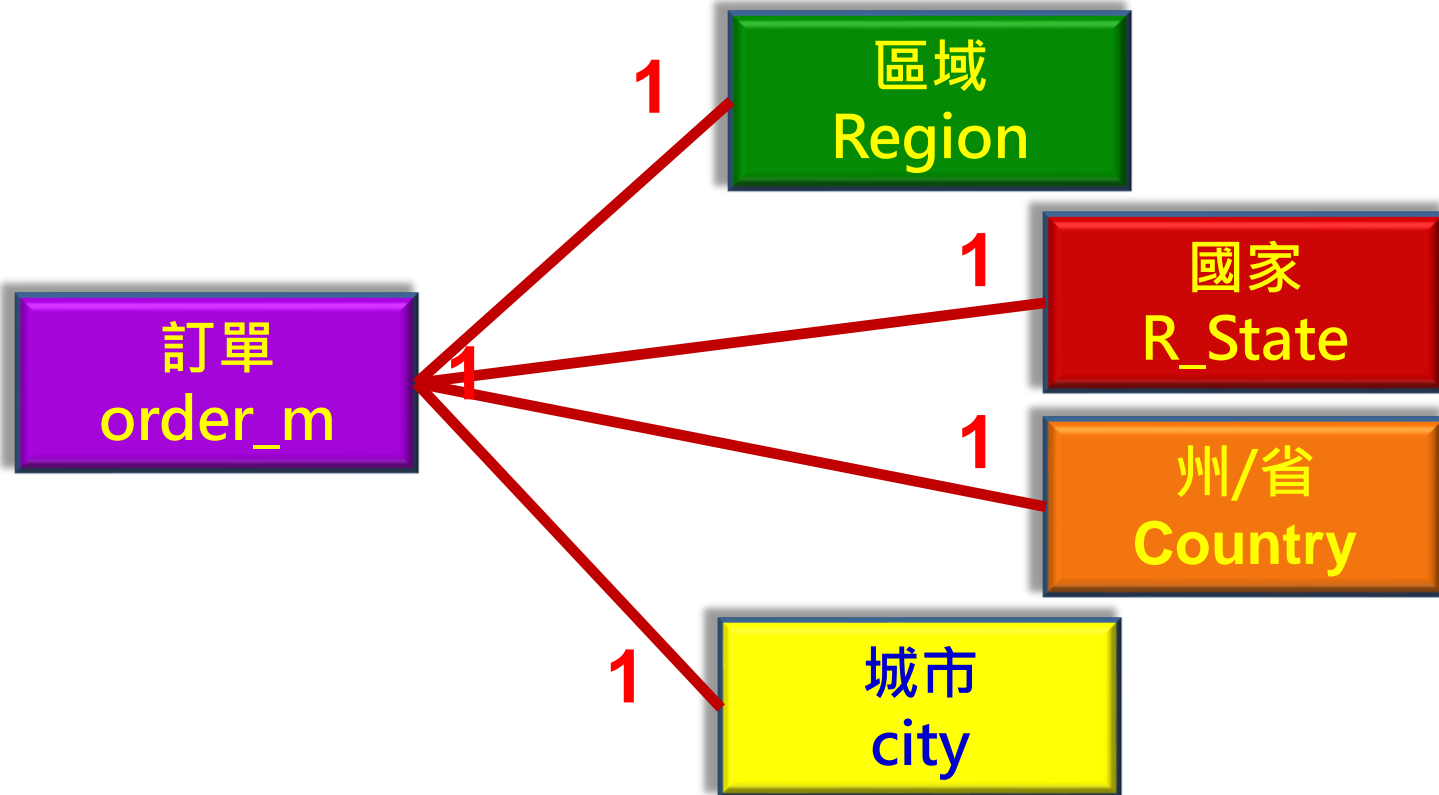 1
區域
Region
1
國家
R_State
訂單
order_m
1
1
州/省
Country
1
城市
city